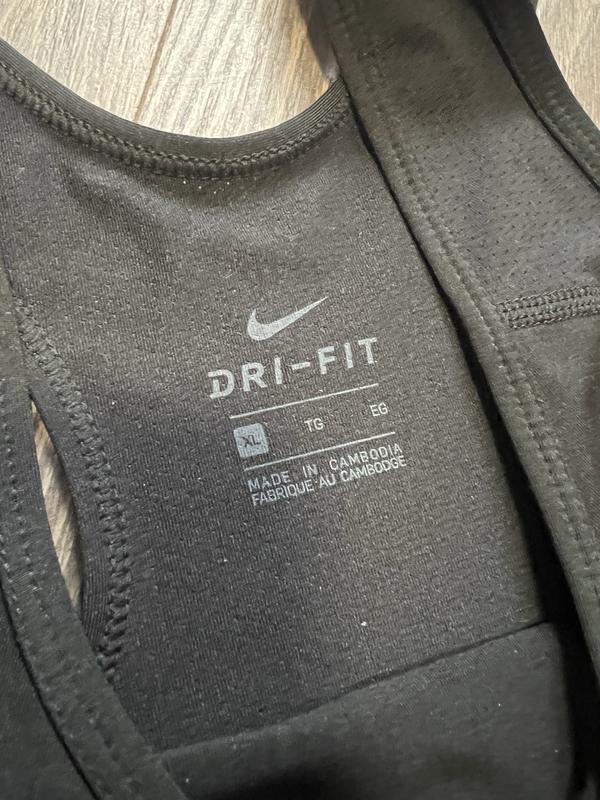 DRI-FIT
XL TG EG
MADE IN CAMBODIA
FABRIQUE AU CAMBODGE